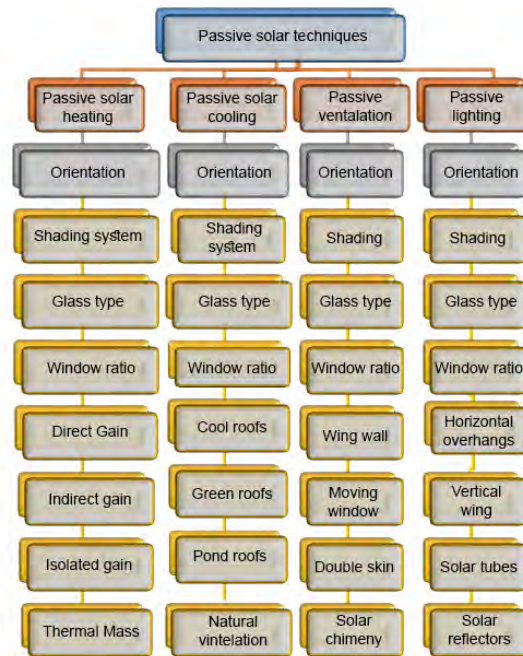 Passive solar techniques
Passive solar
heating
Passive solar
cooling
Passive
ventalation
Passive
lighting
Orientation
Orientation
Orientation
Orientation
Shading system
Shading
system
Shading
Shading
Glass type
Glass type
Glass type
Glass type
Window ratio
Window ratio
Window ratio
Window ratio
Direct Gain
Cool roofs
Wing wall
Horizontal
overhangs
Indirect gain
Green roofs
Moving
window
Vertical
wing
Isolated gain
Pond roofs
Double skin
Solar tubes
Thermal Mass
Natural
vintelation
Solar
chimeny
Solar
reflectors